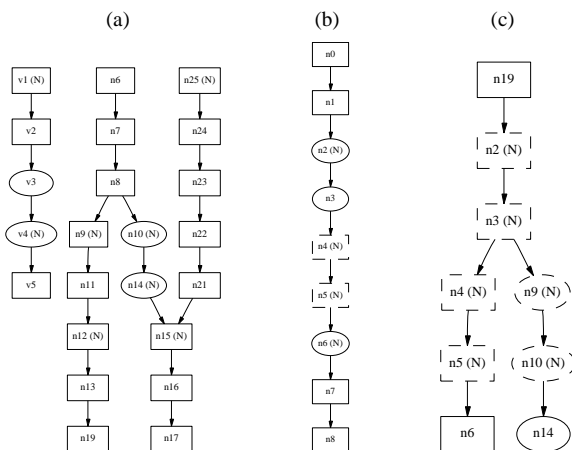 (a)
(b)
(c)
v1 (N)
n6
n25 (N)
v2
n7
n24
v3
n8
n23
v4 (N)
n9 (N)
n10 (N)
n22
v5
n11
n14 (N)
n21
n12 (N)
n15 (N)
n13
n16
n19
n17
n0
n1
n2 (N)
n3
n4 (N)
n5 (N)
n6 (N)
n7
n8
n19
n2 (N)
n3 (N)
n4 (N)
n9 (N)
n5 (N)
n10 (N)
n6
n14